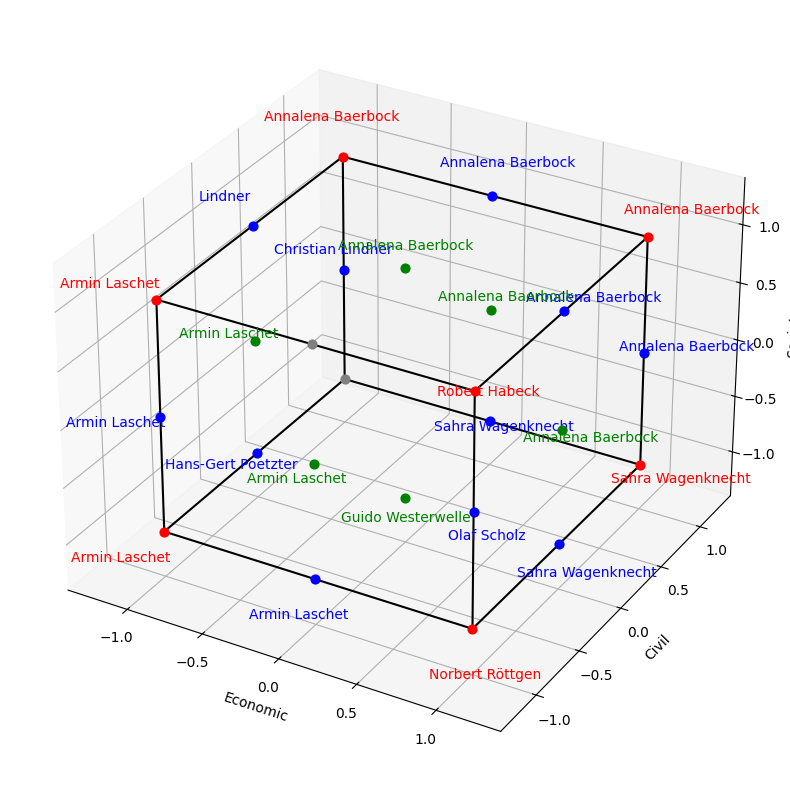 Annalena Baerbock
Annalena Baerbock
Lindner
Annalena Baerbock
Christian Lindner
Annalena Baerbock
Armin Laschet
Annalena Baerbock
Annalena Baerbock
Armin Laschet
Annalena Baerbock
Robert Habeck
Armin Laschet
Sahra Wagenknecht
Annalena Baerbock
Hans-Gert Poetzter
Armin Laschet
Sahra Wagenknecht
Guido Westerwelle
Olaf Scholz
Armin Laschet
Sahra Wagenknecht
Armin Laschet
Norbert Röttgen
1.0
0.5
0.0
−0.5
−1.0
1.0
0.5
0.0
−0.5
−1.0
Civil
−1.0
−0.5
0.0
0.5
1.0
Economic